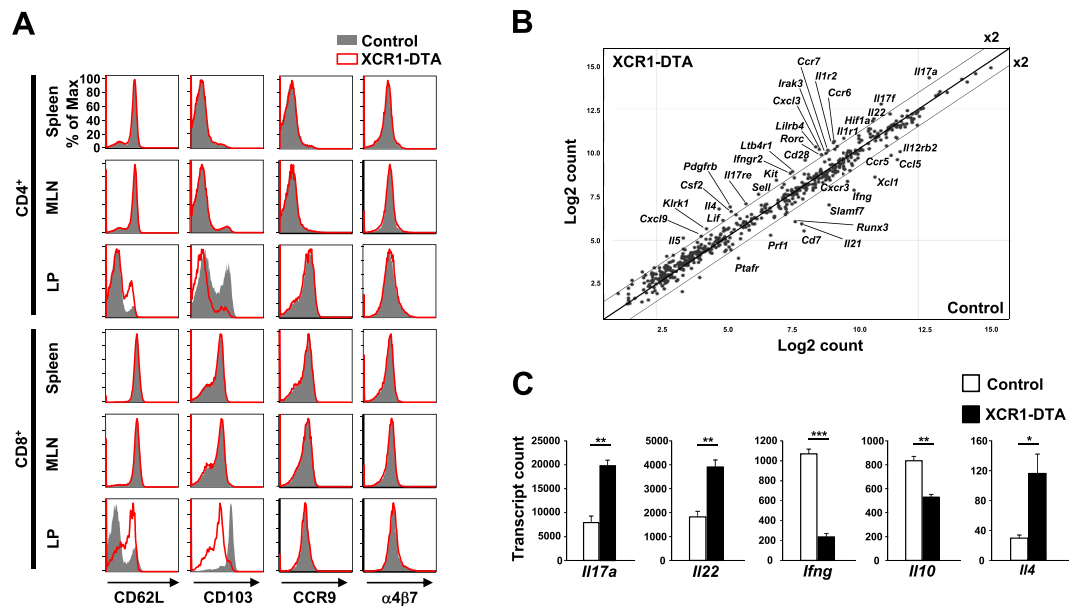 A
Control
XCR1-DTA
CD4+
Spleen
% of Max
100
80
60
40
20
0
MLN
LP
CD8+
Spleen
MLN
LP
CD62L
CD103
CCR9
α4β7
B
XCR1-DTA
x2
x2
Log2 count
15.0
12.5
10.0
7.5
5.0
2.5
Ccr7
Il1r2
Irak3
Ccr6
Cxcl3
Il17a
Il17f
Il22
Hif1a
Il1r1
Lilrb4
Rorc
Cd28
Ltb4r1
Ifngr2
Kit
Il17re
Sell
Pdgfrb
Csf2
Il4
Klrk1
Lif
Cxcl9
Il5
Il12rb2
Ccr5
Ccl5
Xcl1
Cxcr3
Ifng
Slamf7
Runx3
Il21
Cd7
Prf1
Ptafr
Control
2.5
5.0
7.5
10.0
12.5
15.0
Log2 count
C
Control
XCR1-DTA
Transcript count
25000
20000
15000
10000
5000
0
**
Il17a
5000
4000
3000
2000
1000
0
**
Il22
1200
1000
800
600
400
200
0
***
Ifng
1000
800
600
400
200
0
**
Il10
160
120
80
40
0
*
Il4